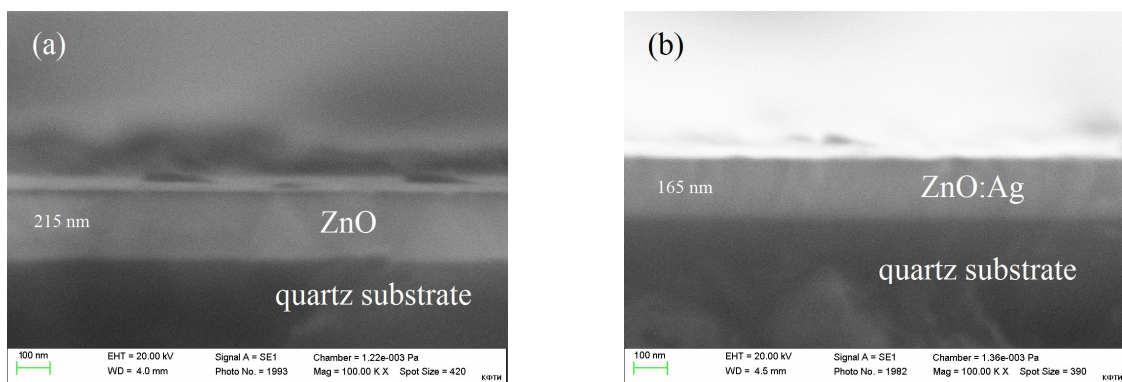 (a)
215 nm
ZnO
quartz substrate
100 nm
EHT = 20.00 kV
Signal A = SE1
Chamber = 1.22e-003 Pa
WD = 4.0 mm
Photo No. = 1993
Mag = 100.00 K X
Spot Size = 420
КФТИ
(b)
165 nm
ZnO:Ag
quartz substrate
100 nm
EHT = 20.00 kV
Signal A = SE1
Chamber = 1.36e-003 Pa
WD = 4.5 mm
Photo No. = 1982
Mag = 100.00 K X
Spot Size = 390
КФТИ